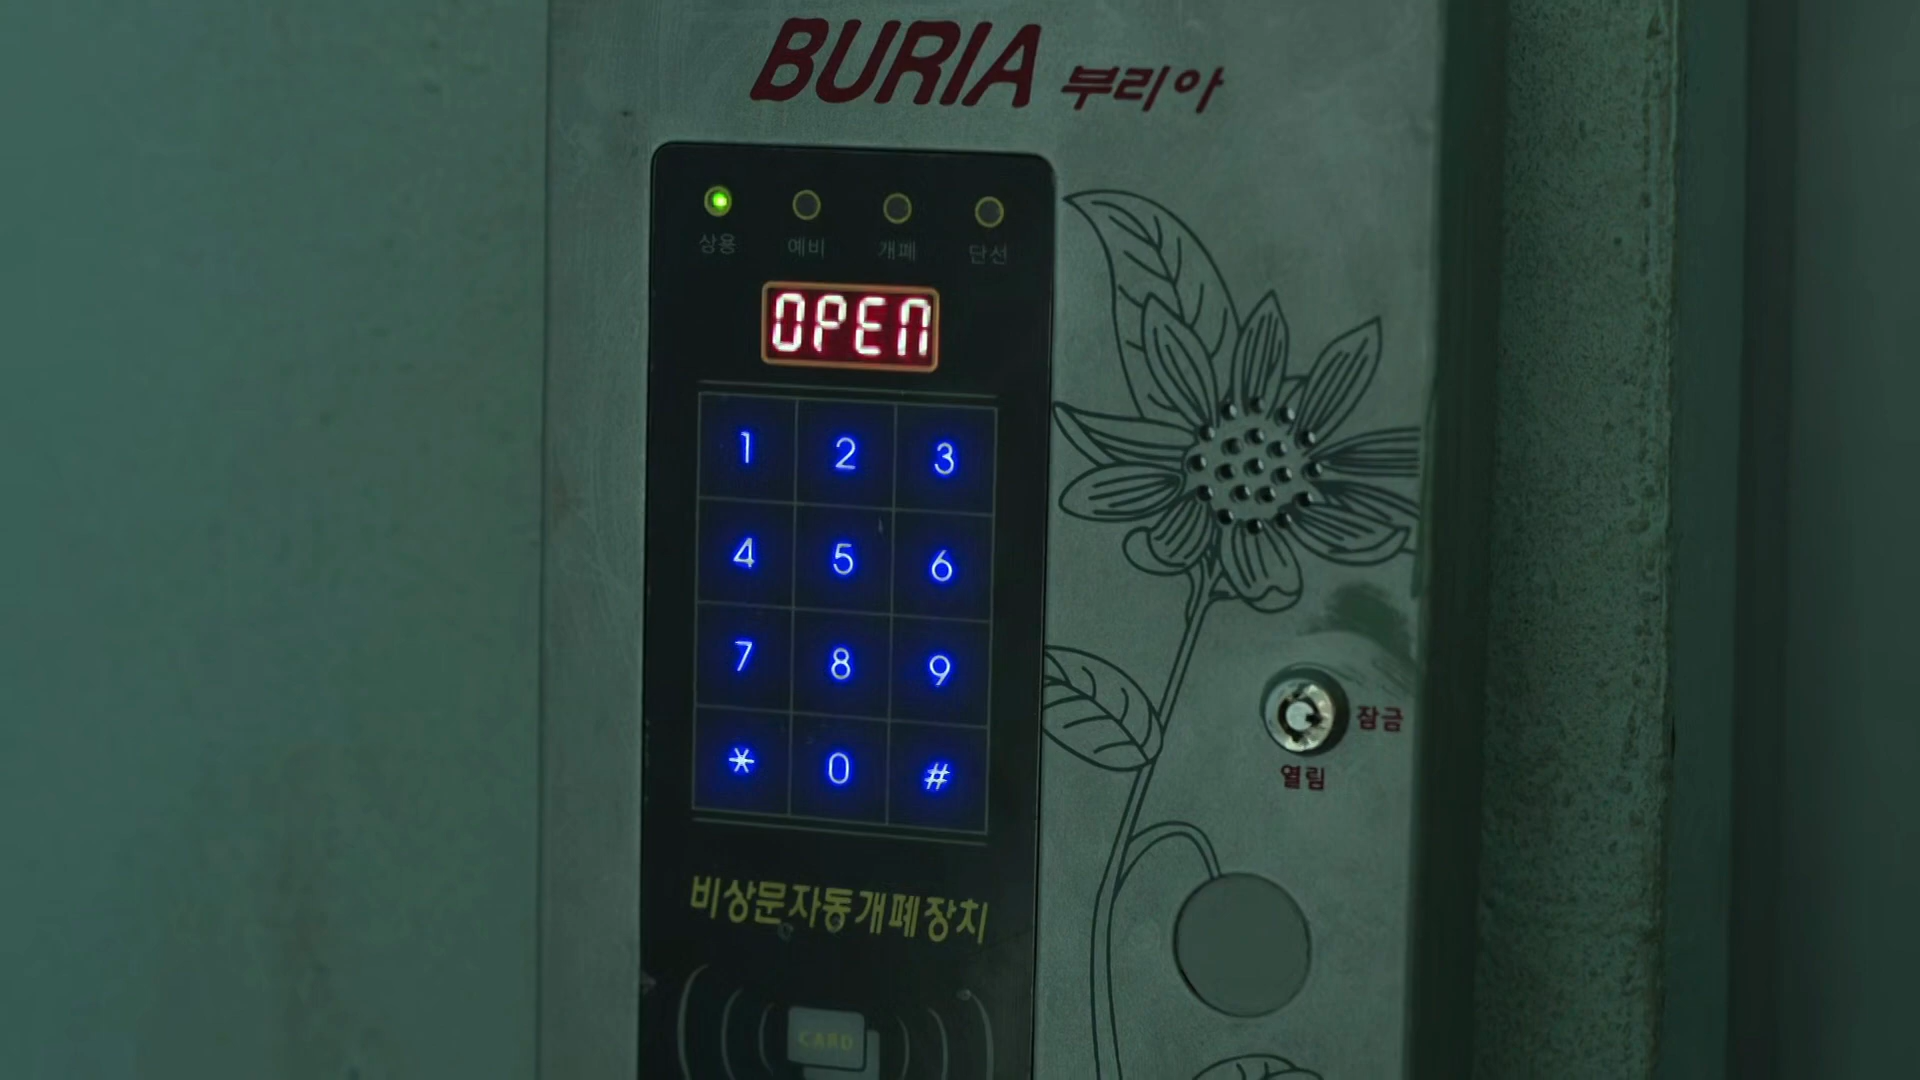 BURIA 부리아
상용 예비 개폐 단선
OPEN
1 2 3
4 5 6
7 8 9
* 0 #
잠금
열림
비상문자동개폐장치
CARD